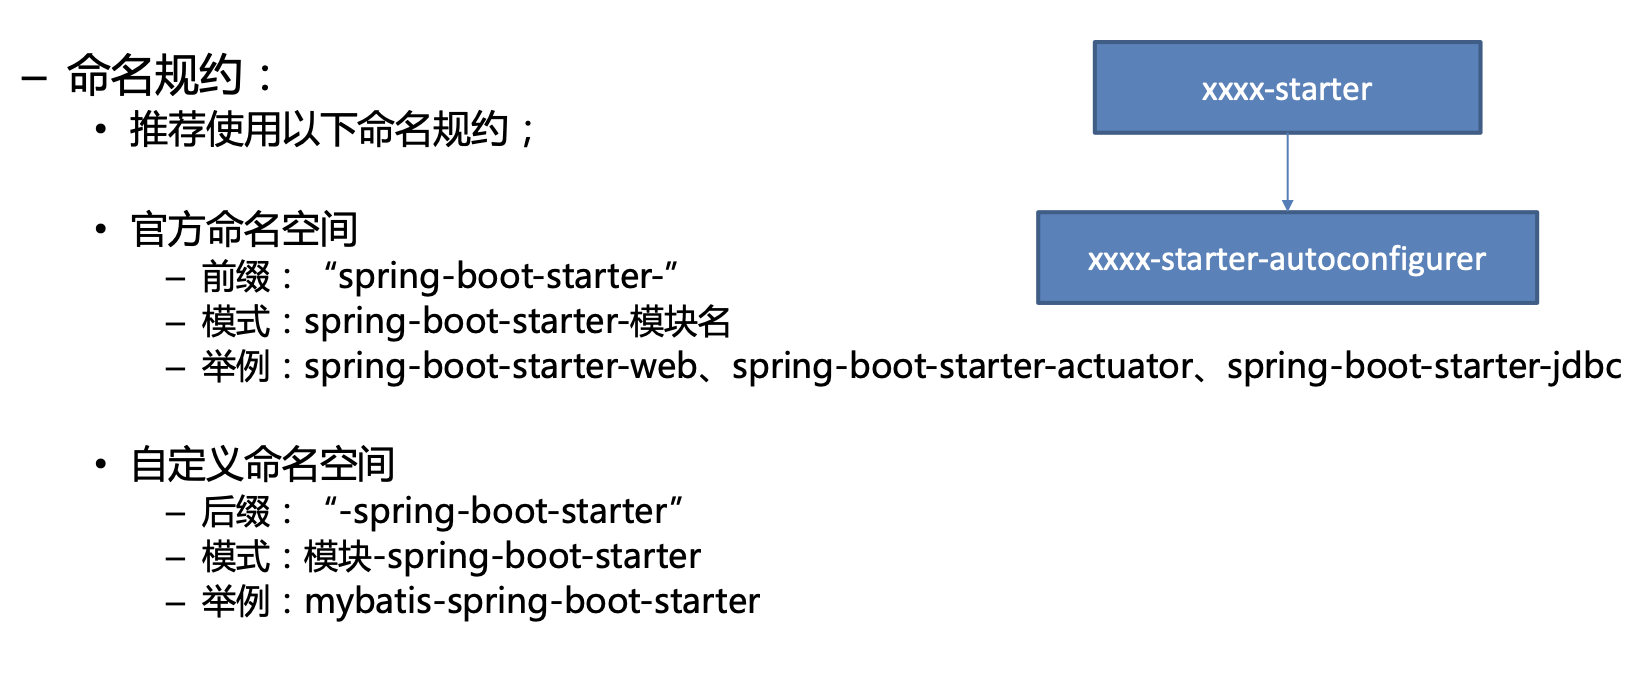 – 命名规约：
• 推荐使用以下命名规约；
• 官方命名空间
– 前缀：“spring-boot-starter-”
– 模式：spring-boot-starter-模块名
– 举例：spring-boot-starter-web、spring-boot-starter-actuator、spring-boot-starter-jdbc
• 自定义命名空间
– 后缀：“-spring-boot-starter”
– 模式：模块-spring-boot-starter
– 举例：mybatis-spring-boot-starter
xxxx-starter
xxxx-starter-autoconfigurer